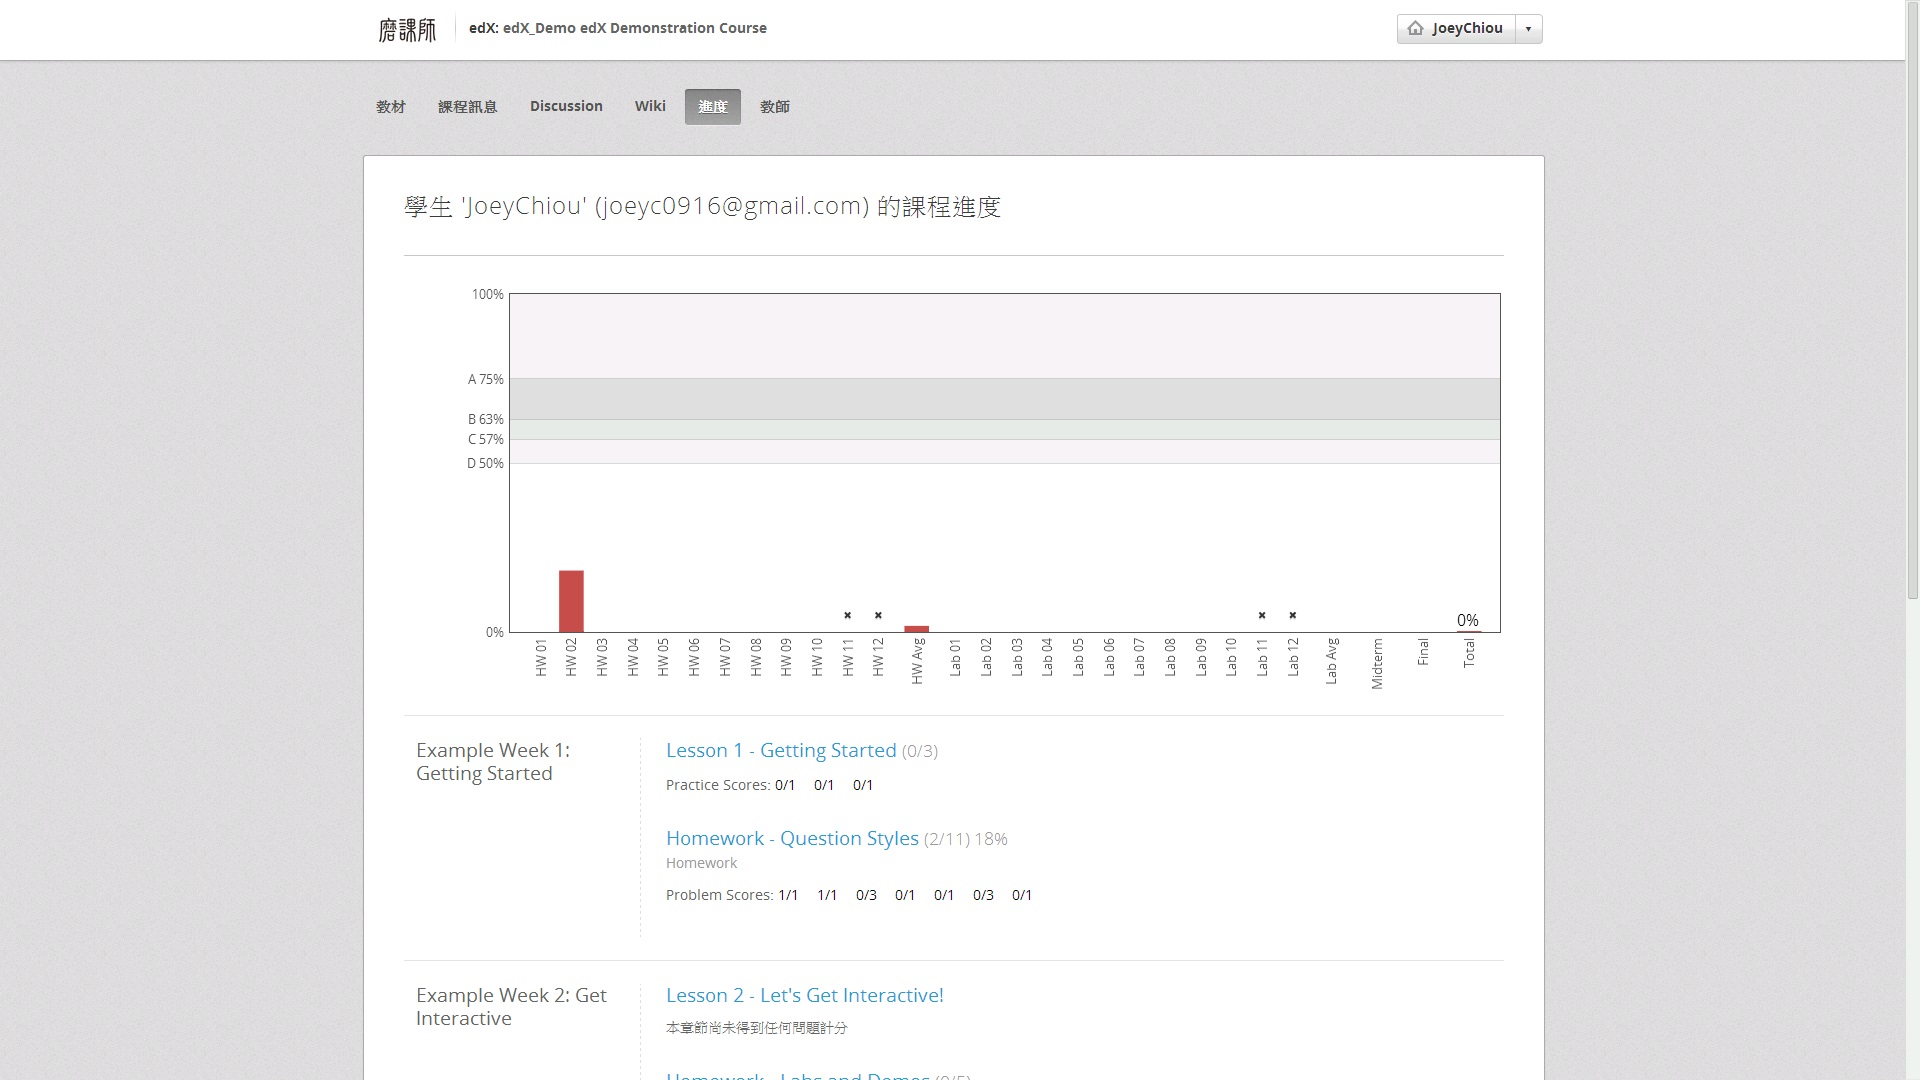 磨課師
edX: edX_Demo edX Demonstration Course
JoeyChiou
教材 課程訊息 Discussion Wiki 進度 教師
學生 'JoeyChiou' (joeyc0916@gmail.com) 的課程進度
100%
A 75%
B 63%
C 57%
D 50%
0%
0%
HW 01 HW 02 HW 03 HW 04 HW 05 HW 06 HW 07 HW 08 HW 09 HW 10 HW 11 HW 12 HW Avg Lab 01 Lab 02 Lab 03 Lab 04 Lab 05 Lab 06 Lab 07 Lab 08 Lab 09 Lab 10 Lab 11 Lab 12 Lab Avg Midterm Final Total
Example Week 1:
Getting Started
Lesson 1 - Getting Started (0/3)
Practice Scores: 0/1 0/1 0/1
Homework - Question Styles (2/11) 18%
Homework
Problem Scores: 1/1 1/1 0/3 0/1 0/1 0/3 0/1
Example Week 2: Get
Interactive
Lesson 2 - Let's Get Interactive!
本章節尚未得到任何問題計分
Homework - Labs and Demos (0/5)